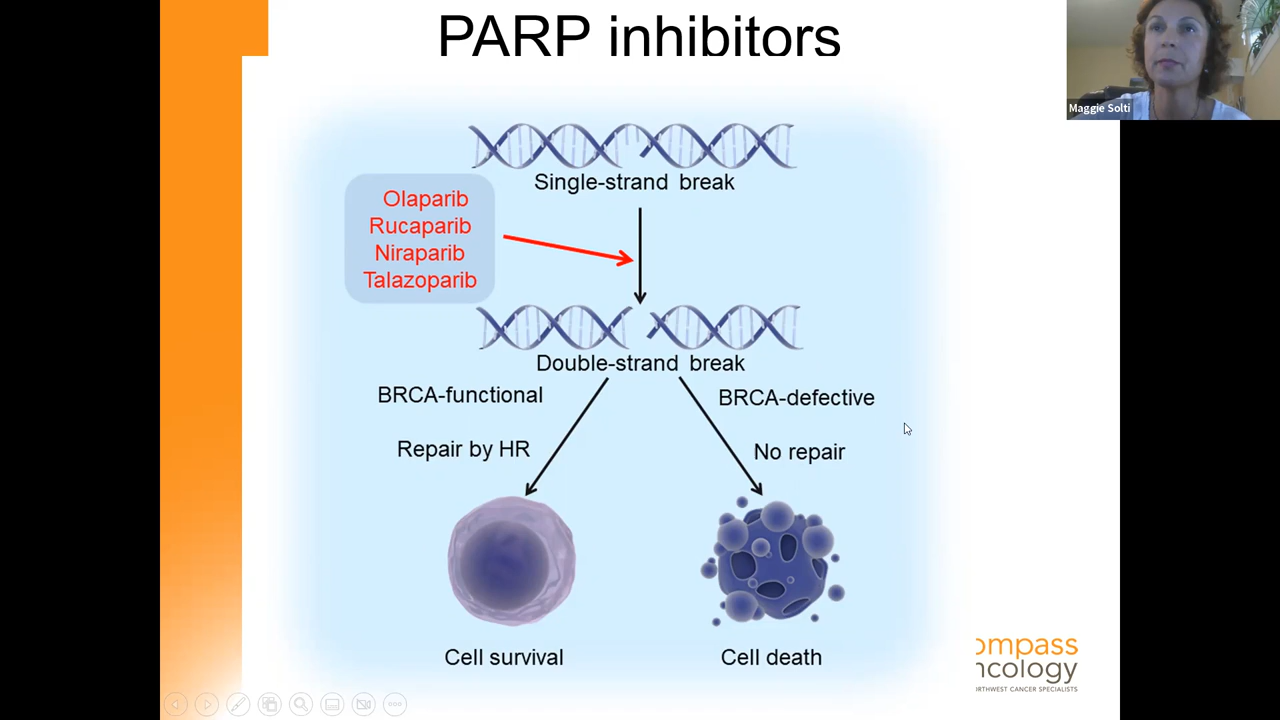 PARP inhibitors
Maggie Solti
Single-strand break
Olaparib
Rucaparib
Niraparib
Talazoparib
Double-strand break
BRCA-functional
BRCA-defective
Repair by HR
No repair
Cell survival
Cell death
ompass
ncology
RTHWEST CANCER SPECIALISTS